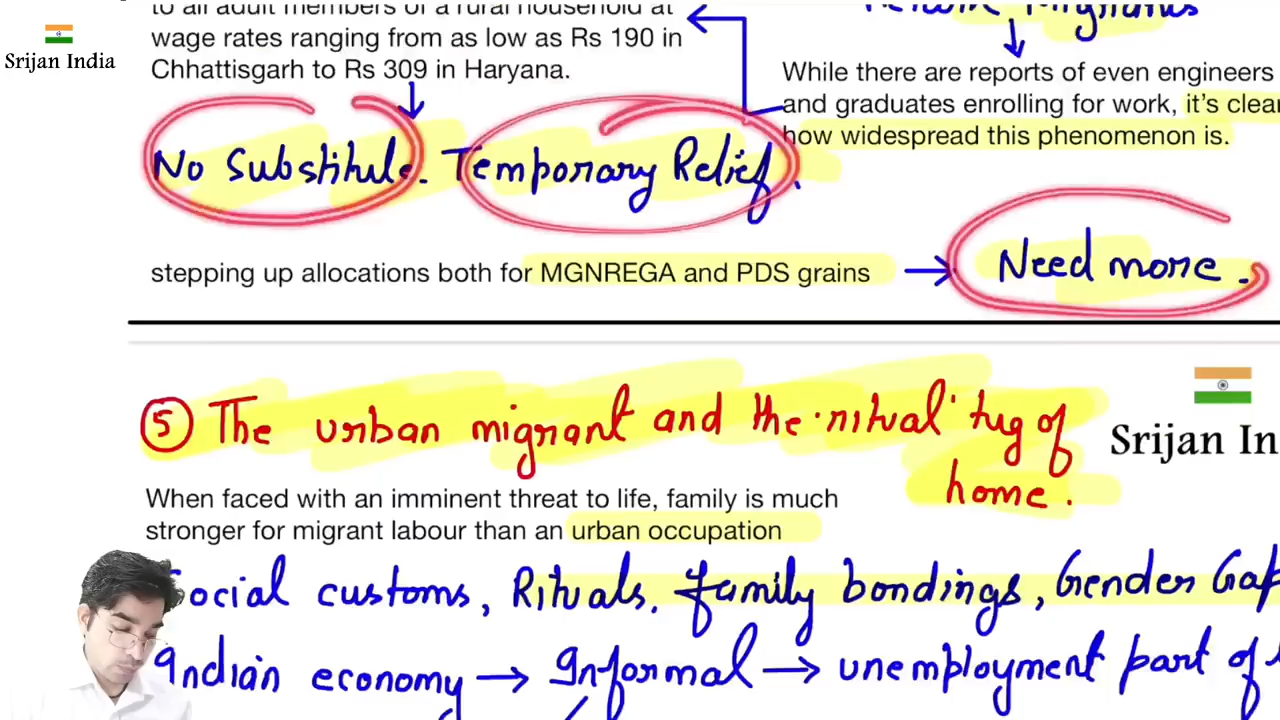 to all adult members of a rural household at
wage rates ranging from as low as Rs 190 in
Chhattisgarh to Rs 309 in Haryana.
Srijan India
While there are reports of even engineers
and graduates enrolling for work, it's clear
how widespread this phenomenon is.
No Substitute. Temporary Relief.
stepping up allocations both for MGNREGA and PDS grains
Need more.
5 The urban migrant and the 'ritual' tug of
home.
Srijan In
When faced with an imminent threat to life, family is much
stronger for migrant labour than an urban occupation
Social customs, Rituals, family bondings, Gender Gap
Indian economy → Informal → unemployment part of